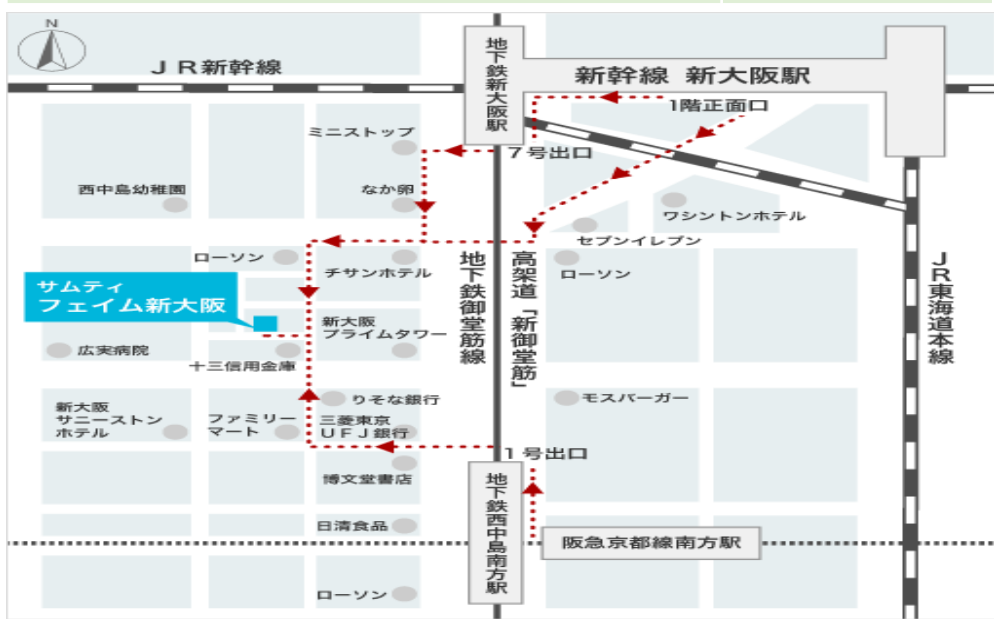 N
JR新幹線
地下鉄新大阪駅
新幹線 新大阪駅
1階正面口
ミニストップ
7号出口
西中島幼稚園
なか卵
ワシントンホテル
セブンイレブン
ローソン
チサンホテル
地下鉄御堂筋線
高架道「新御堂筋」
ローソン
JR東海道本線
サムティ
フェイム新大阪
新大阪
プライムタワー
広実病院
十三信用金庫
りそな銀行
モスバーガー
新大阪
サニーストン
ホテル
ファミリー
マート
三菱東京
UFJ銀行
1号出口
博文堂書店
地下鉄西中島南方駅
日清食品
阪急京都線南方駅
ローソン